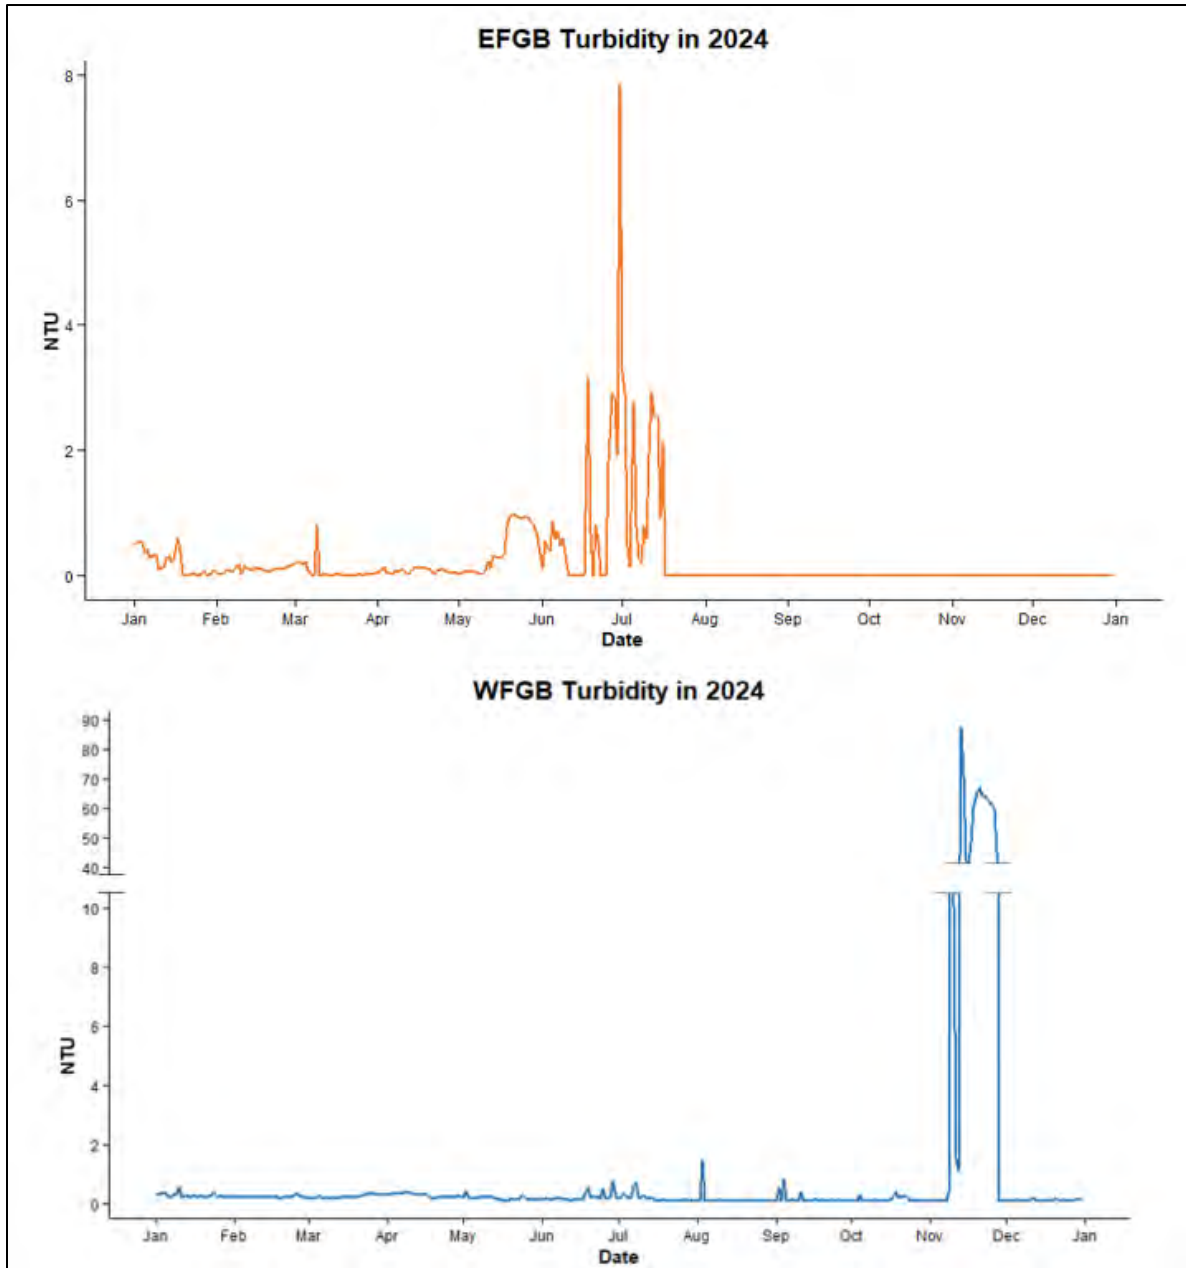 EFGB Turbidity in 2024
8
6
4
2
0
NTU
Jan Feb Mar Apr May Jun Jul Aug Sep Oct Nov Dec Jan
Date
WFGB Turbidity in 2024
90
80
70
60
50
40
10
8
6
4
2
0
NTU
Jan Feb Mar Apr May Jun Jul Aug Sep Oct Nov Dec Jan
Date